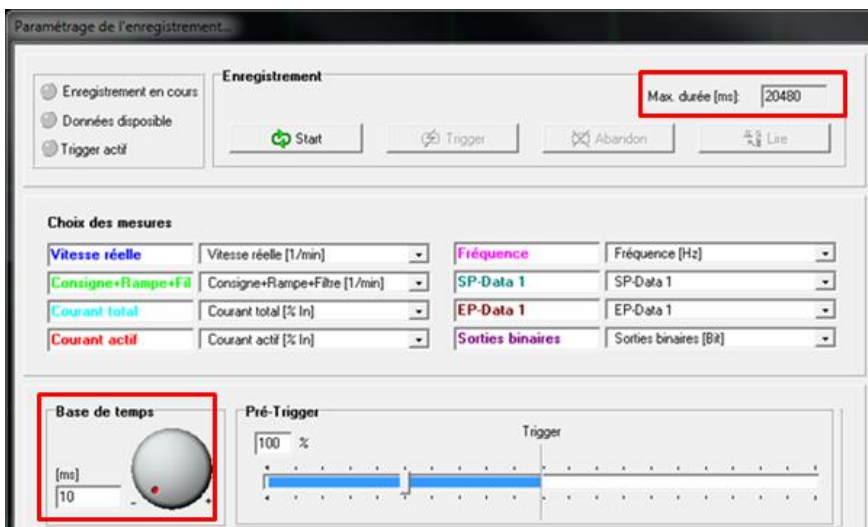 Paramétrage de l'enregistrement...
Enregistrement en cours
Données disponible
Trigger actif
Enregistrement
Max. durée [ms]: 20480
Start Trigger Abandon Lire
Choix des mesures
Vitesse réelle Vitesse réelle [1/min] Fréquence Fréquence [Hz]
Consigne+Rampe+Fil Consigne+Rampe+Filtre [1/min] SP-Data 1 SP-Data 1
Courant total Courant total [% In] EP-Data 1 EP-Data 1
Courant actif Courant actif [% In] Sorties binaires Sorties binaires [Bit]
Base de temps
[ms]
10
- +
Pré-Trigger
100 %
Trigger